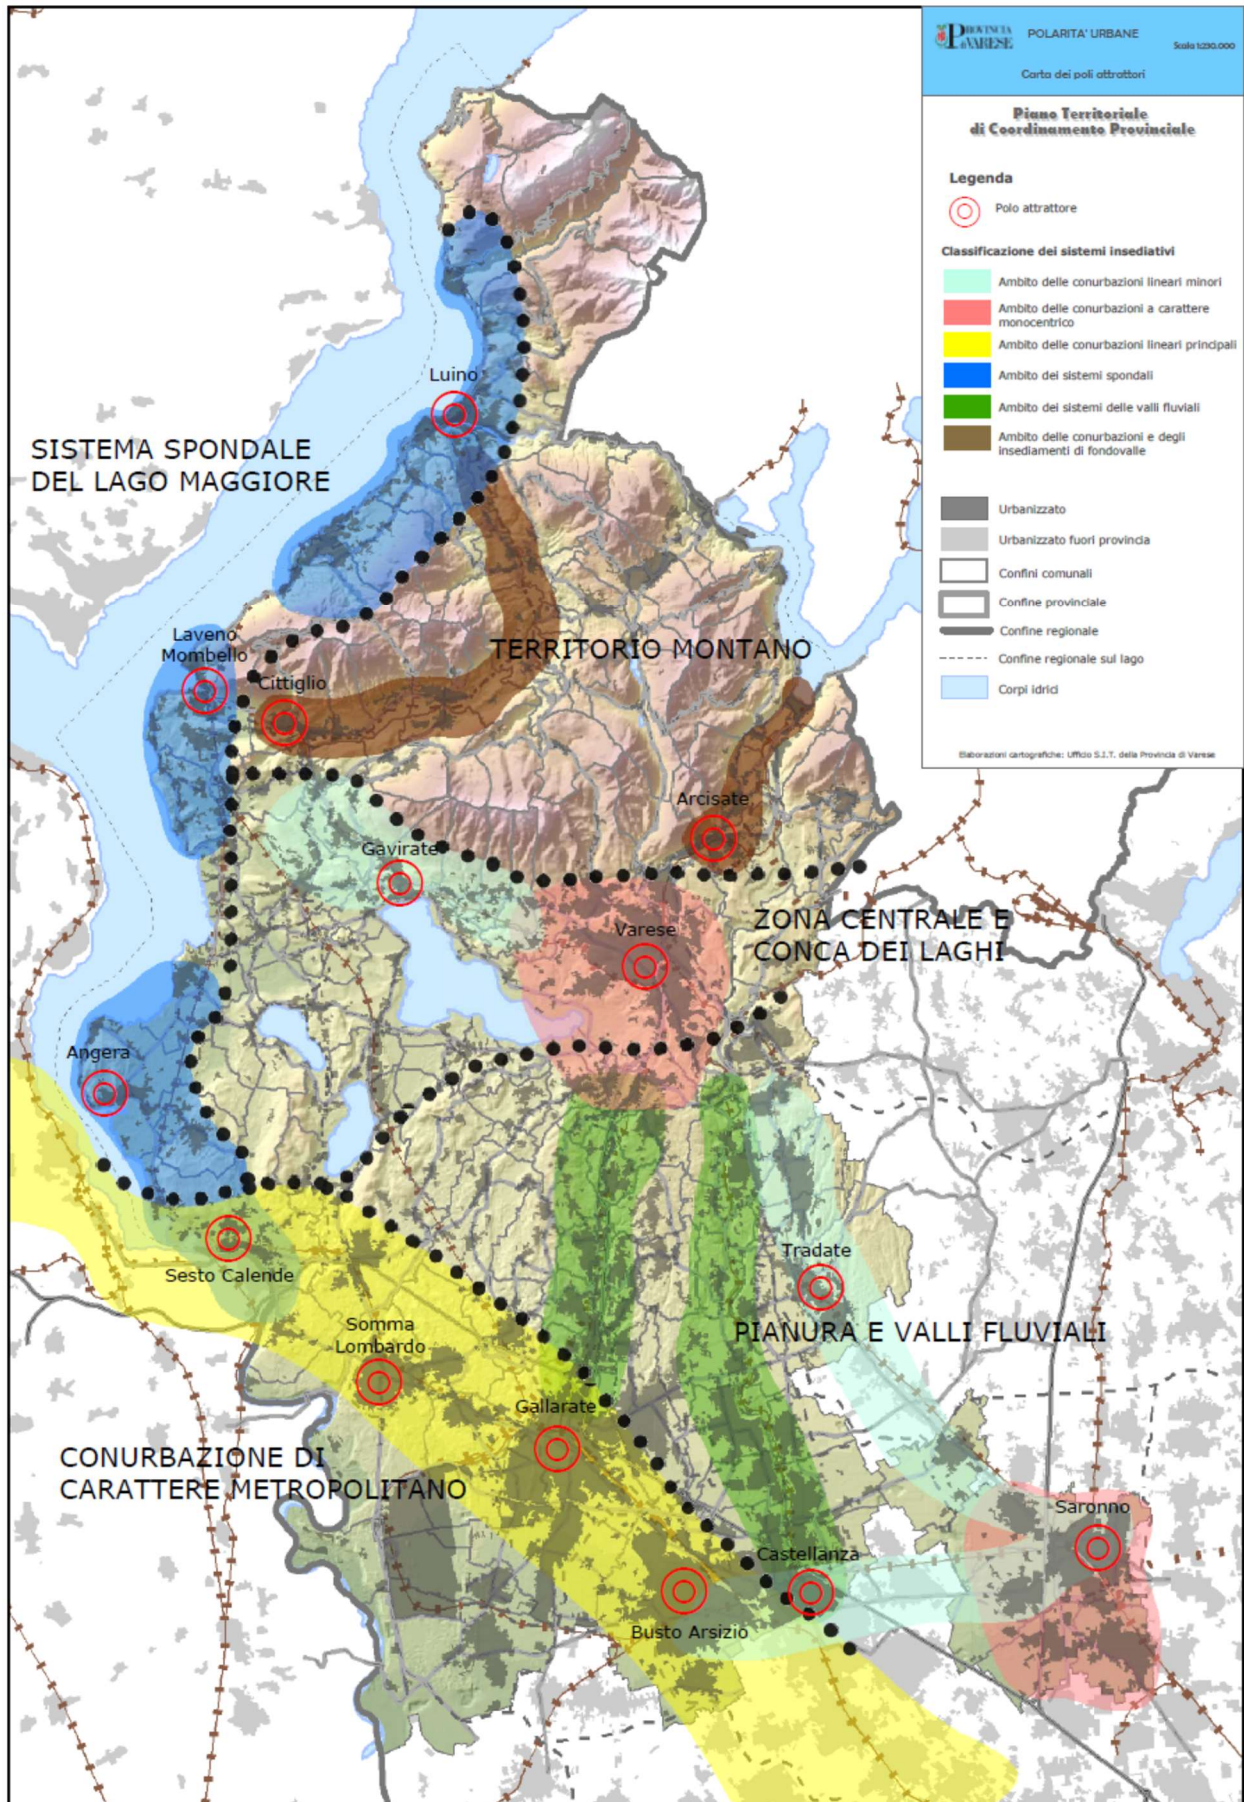 PROVINCIA
di VARESE
POLARITA' URBANE
Scala 1:230.000
Carta dei poli attrattori
Piano Territoriale
di Coordinamento Provinciale
Legenda
Polo attrattore
Classificazione dei sistemi insediativi
Ambito delle conurbazioni lineari minori
Ambito delle conurbazioni a carattere
monocentrico
Ambito delle conurbazioni lineari principali
Ambito dei sistemi spondali
Ambito dei sistemi delle valli fluviali
Ambito delle conurbazioni e degli
insediamenti di fondovalle
Urbanizzato
Urbanizzato fuori provincia
Confini comunali
Confine provinciale
Confine regionale
Confine regionale sul lago
Corpi idrici
Elaborazioni cartografiche: Ufficio S.I.T. della Provincia di Varese
Luino
SISTEMA SPONDALE
DEL LAGO MAGGIORE
Laveno
Mombello
TERRITORIO MONTANO
Cittiglio
Arcisate
Gavirate
ZONA CENTRALE E
CONCA DEI LAGHI
Varese
Angera
Tradate
Sesto Calende
Somma
Lombardo
PIANURA E VALLI FLUVIALI
Gallarate
CONURBAZIONE DI
CARATTERE METROPOLITANO
Saronno
Castellanza
Busto Arsizio